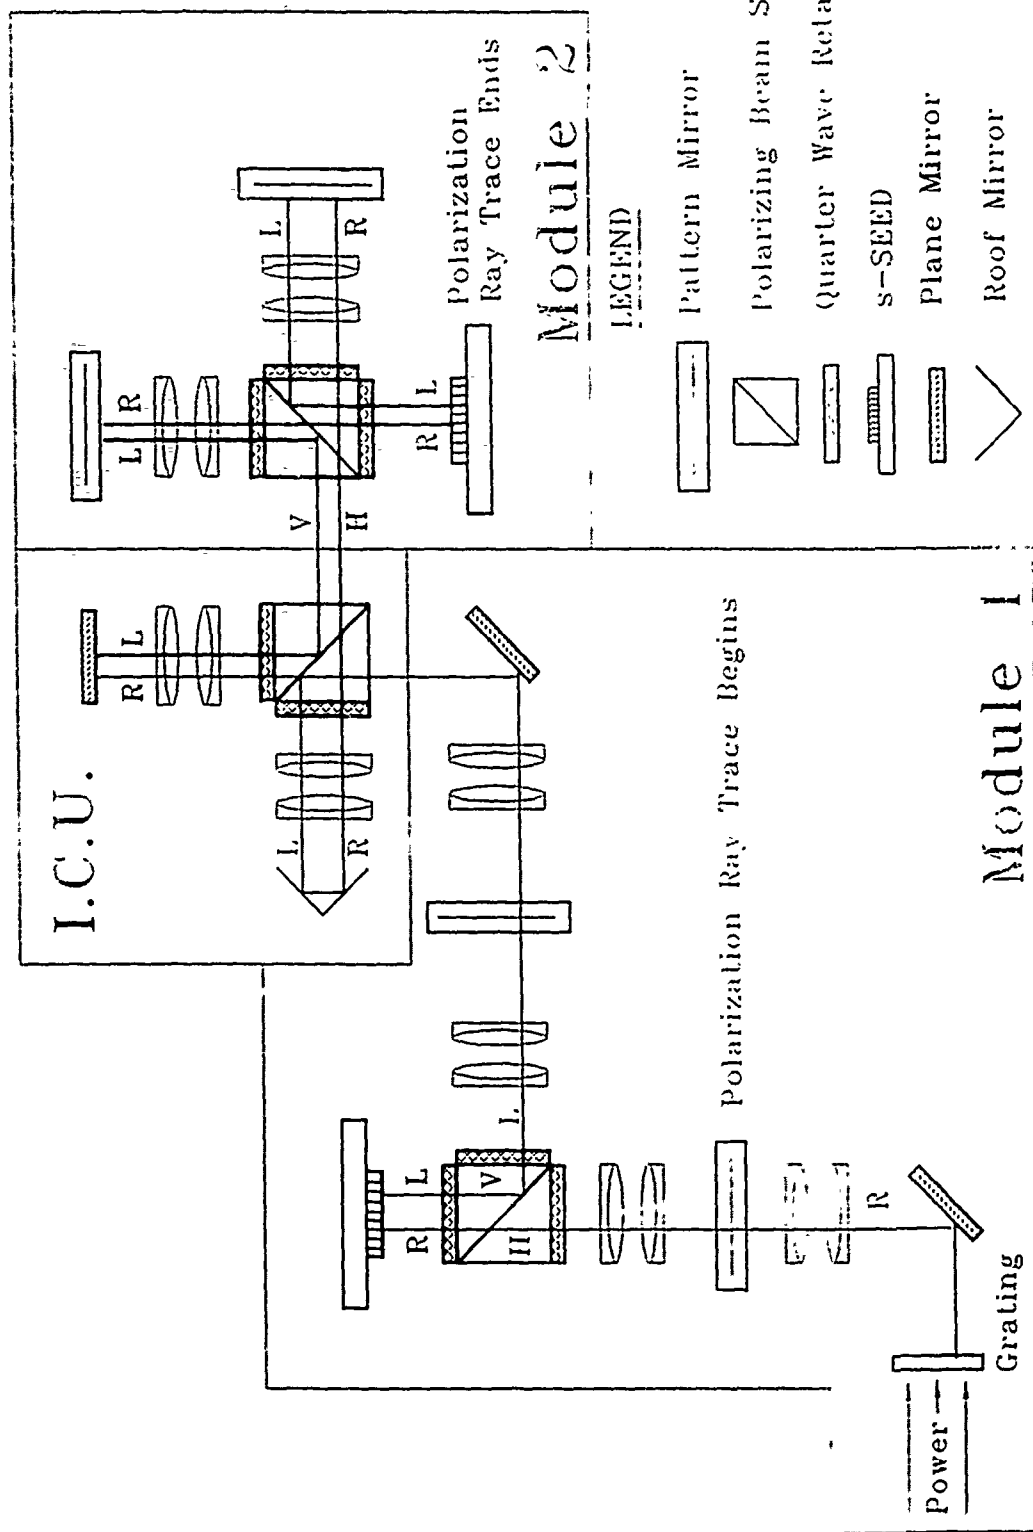 I.C.U.
R
L
L
R
V
H
L
R
L
R
R
L
Polarization
Ray Trace Ends
Module 2
R
L
H
V
L
R
Polarization Ray Trace Begins
Module 1
Power
Grating
LEGEND
Pattern Mirror
Polarizing Beam
Quarter Wave
s-SEED
Plane Mirror
Roof Mirror